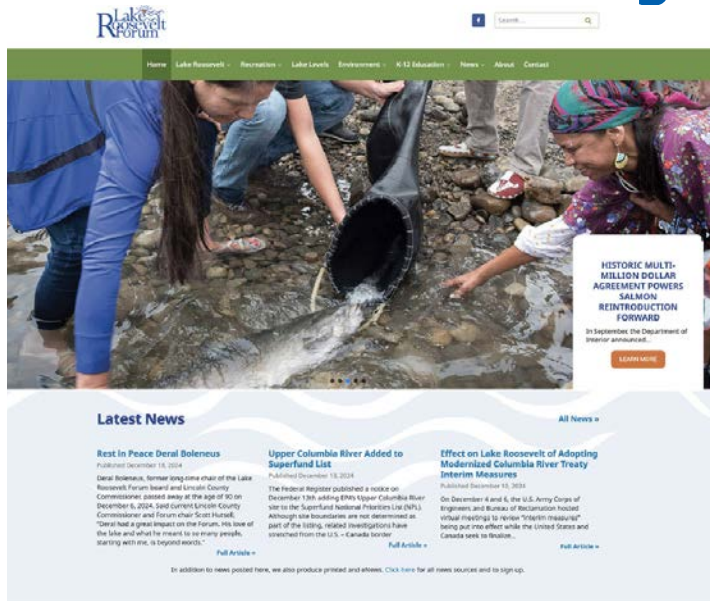 Lake
Roosevelt
Forum
Search...
Home Lake Roosevelt Recreation Lake Levels Environment K-12 Education News About Contact
HISTORIC MULTI-
MILLION DOLLAR
AGREEMENT POWERS
SALMON
REINTRODUCTION
FORWARD
In September, the Department of
Interior announced...
LEARN MORE
Latest News
All News »
Rest in Peace Deral Boleneus
Published December 18, 2024
Deral Boleneus, former long-time chair of the Lake
Roosevelt Forum board and Lincoln County
Commissioner, passed away at the age of 90 on
December 6, 2024. Said current Lincoln County
Commissioner and Forum chair Scott Hutsell,
"Deral had a great impact on the Forum. His love of
the lake and what he meant to so many people,
starting with me, is beyond words."
Full Article »
Upper Columbia River Added to
Superfund List
Published December 18, 2024
The Federal Register published a notice on
December 13th adding EPA's Upper Columbia River
site to the Superfund National Priorities List (NPL).
Although site boundaries are not determined as
part of the listing, related investigations have
stretched from the U.S. – Canada border
Full Article »
Effect on Lake Roosevelt of Adopting
Modernized Columbia River Treaty
Interim Measures
Published December 10, 2024
On December 4 and 6, the U.S. Army Corps of
Engineers and Bureau of Reclamation hosted
virtual meetings to review "interim measures"
being put into effect while the United States and
Canada seek to finalize...
Full Article »
In addition to news posted here, we also produce printed and eNews. Click here for all news sources and to sign-up.